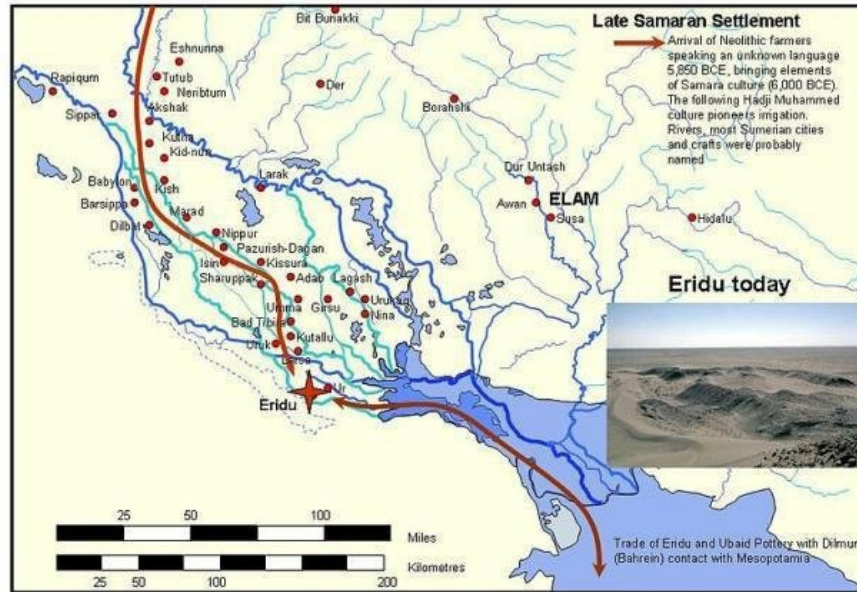 Late Samaran Settlement
Arrival of Neolithic farmers
speaking an unknown language
5,850 BCE, bringing elements
of Samara culture (6,000 BCE).
The following Hadji Muhammed
culture pioneers irrigation.
Rivers, most Sumerian cities
and crafts were probably
named
Bit Bunakki
Eshnunna
Tutub
Rapiqum
Neribtum
Der
Akshak
Borahshi
Sippar
Kutha
Kid-nun
Larak
Dur Untash
Babylon
Kish
ELAM
Barsippa
Awan
Marad
Susa
Hidalu
Dilbat
Nippur
Pazurish-Dagan
Isin
Kissura
Eridu today
Sharuppak
Adab
Lagash
Umma
Girsu
Urukug
Nina
Bad Tibira
Uruk
Kutallu
Larsa
Ur
Eridu
25
50
100
Miles
Trade of Eridu and Ubaid Pottery with Dilmun
(Bahrein) contact with Mesopotamia
Kilometres
25
50
100
200